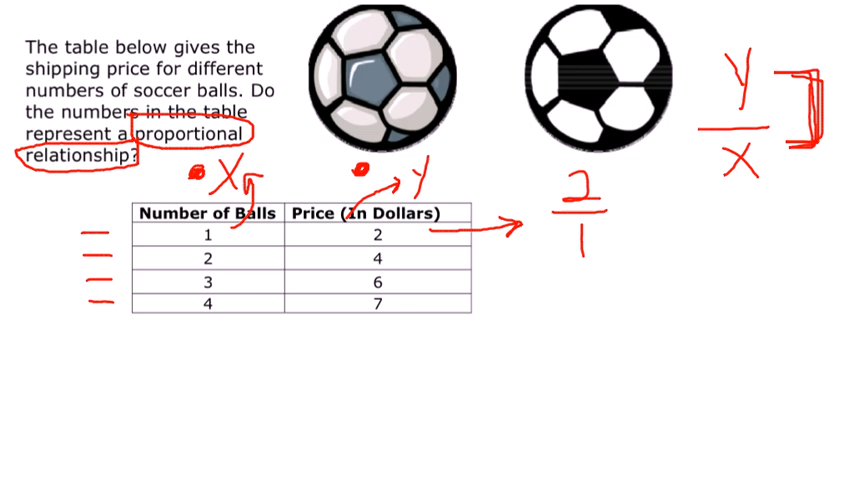 The table below gives the
shipping price for different
numbers of soccer balls. Do
the numbers in the table
represent a proportional
relationship?
Y
X
X
Y
2
1
Number of Balls Price (In Dollars)
1 2
2 4
3 6
4 7